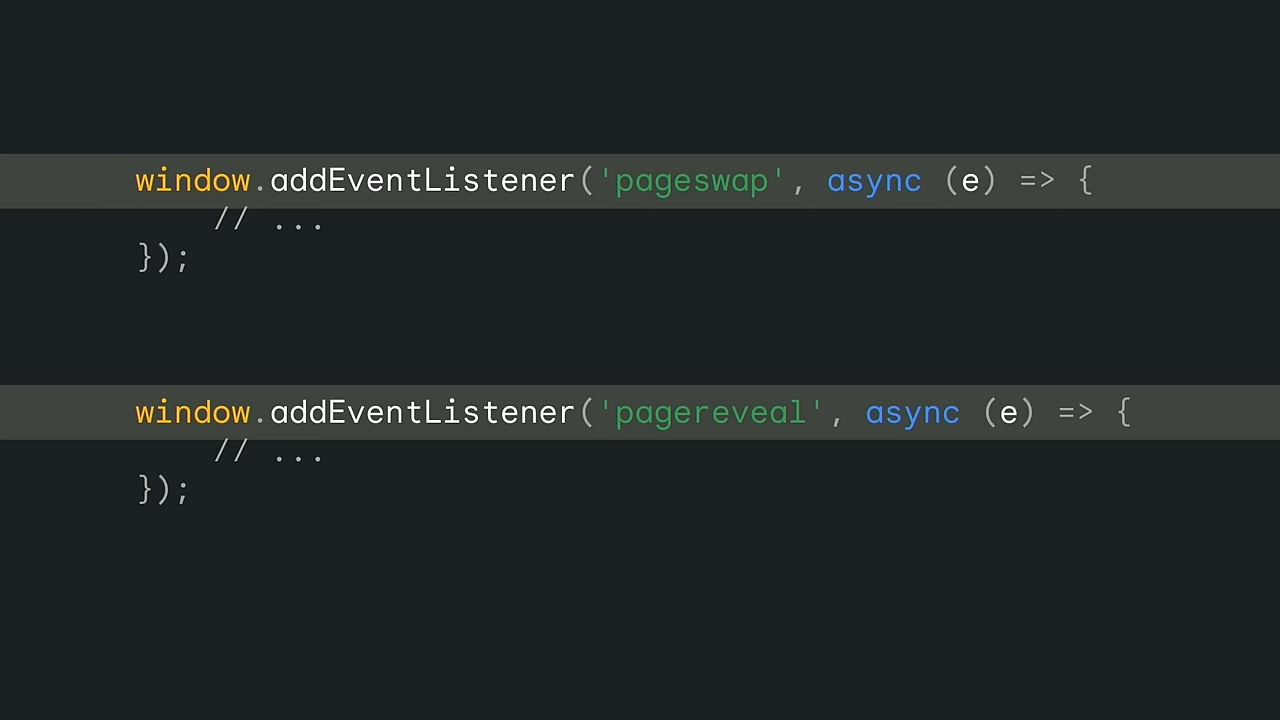 window.addEventListener('pageswap', async (e) => {
// ...
});
window.addEventListener('pagereveal', async (e) => {
// ...
});